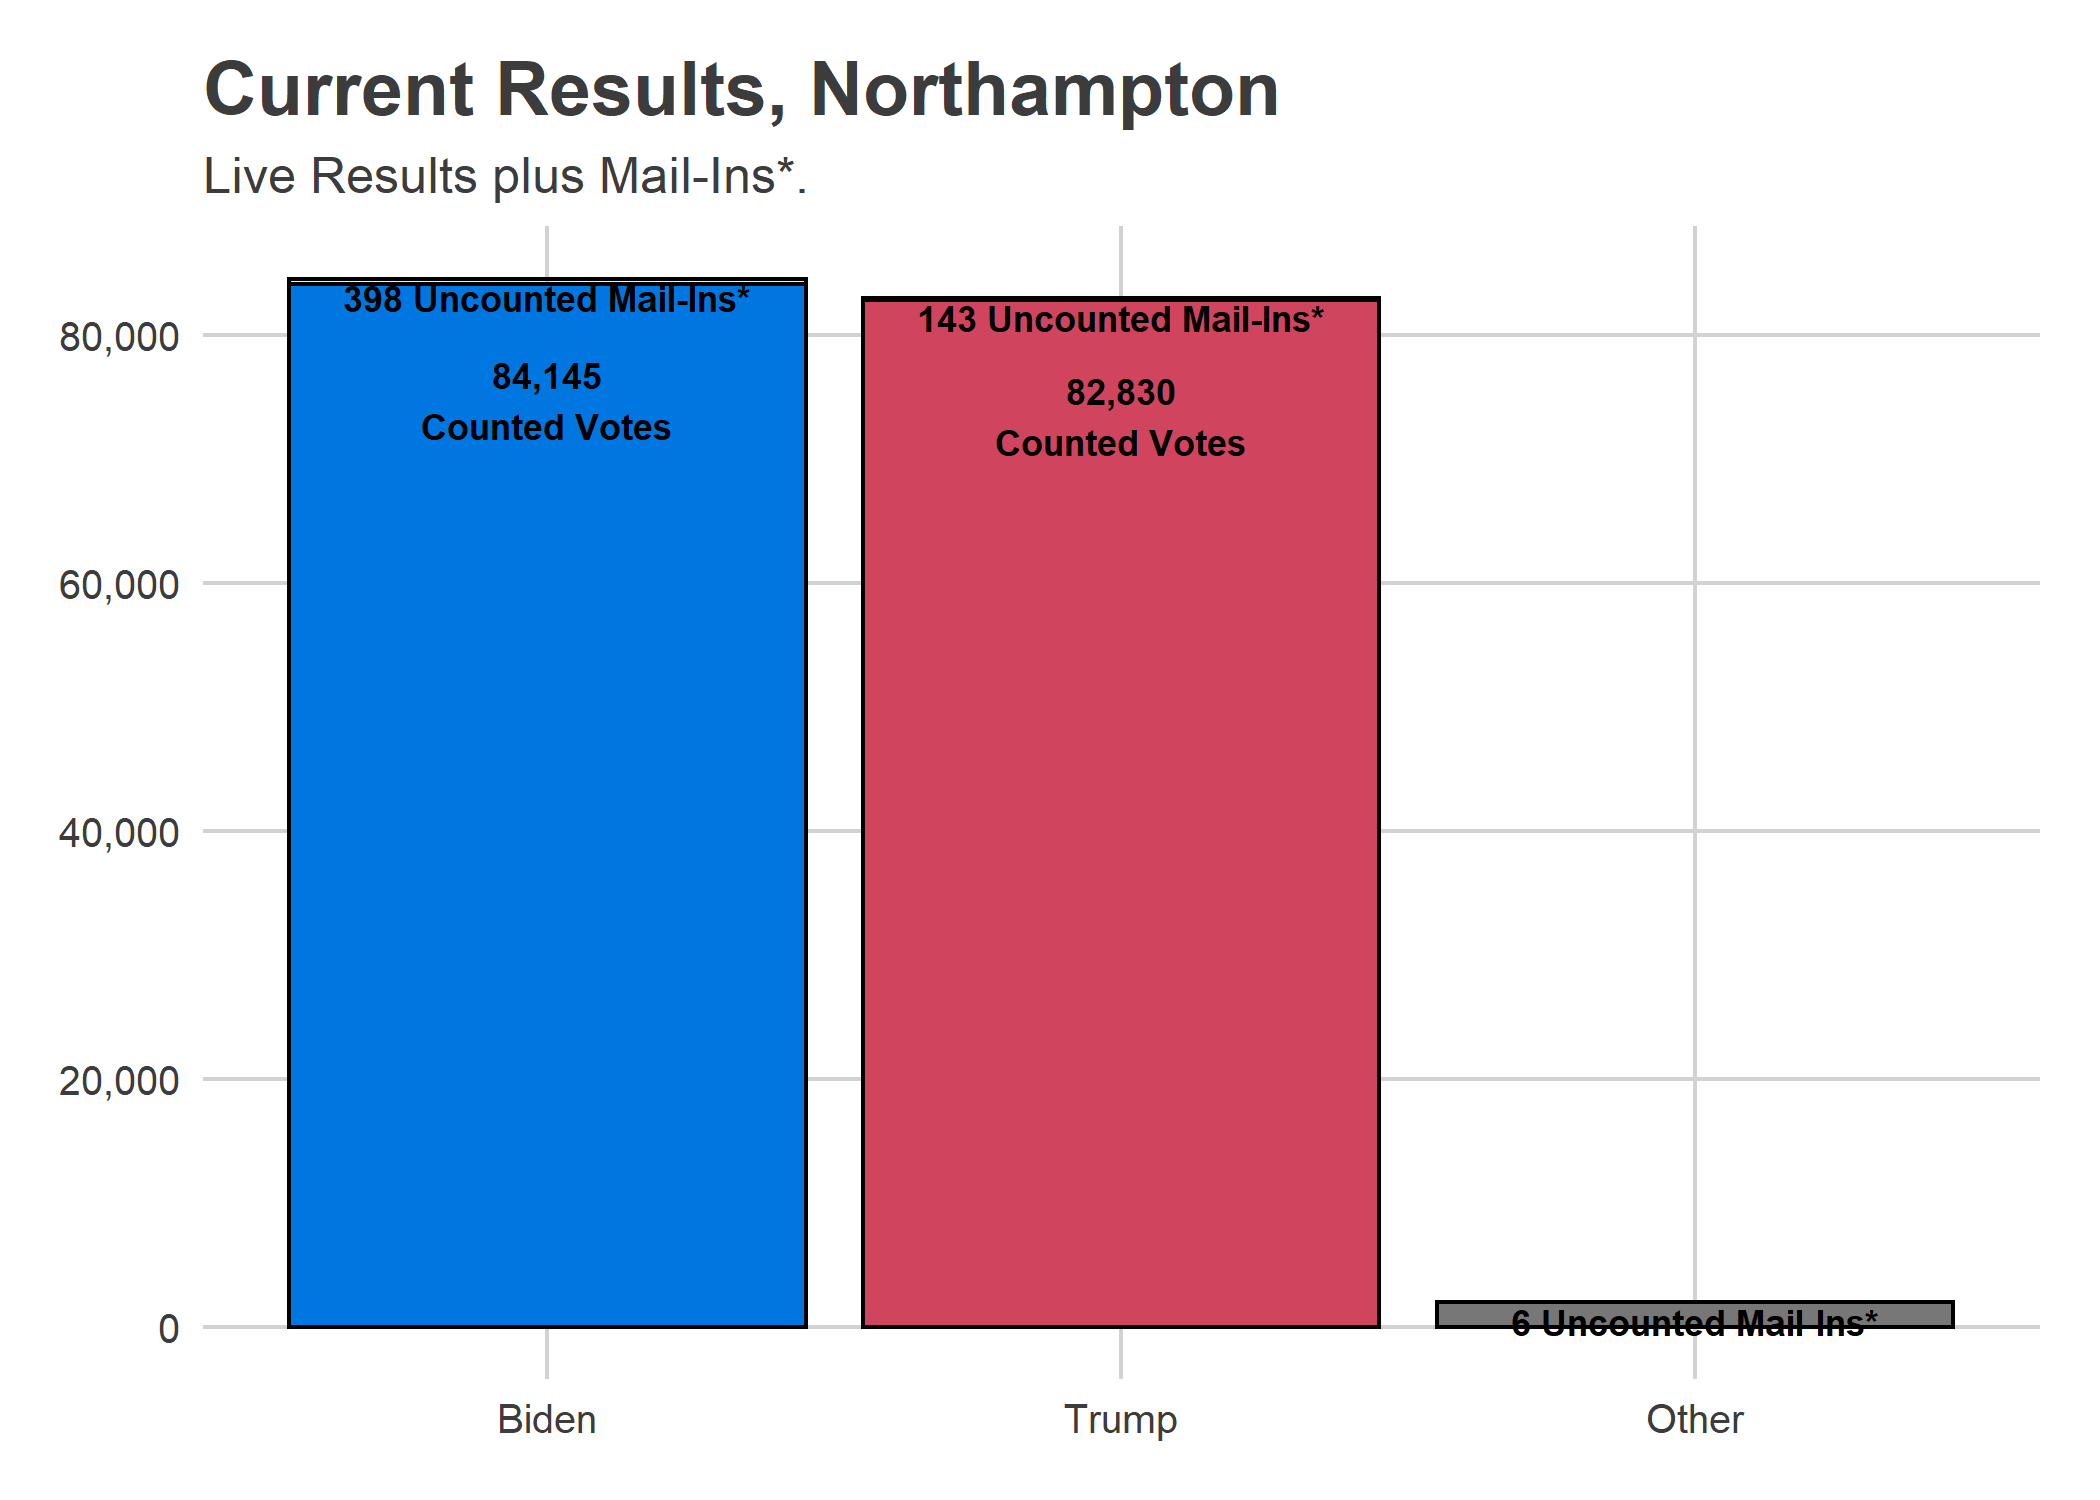 Current Results, Northampton
Live Results plus Mail-Ins*.
398 Uncounted Mail-Ins*
84,145
Counted Votes
143 Uncounted Mail-Ins*
82,830
Counted Votes
6 Uncounted Mail-Ins*
80,000
60,000
40,000
20,000
0
Biden
Trump
Other